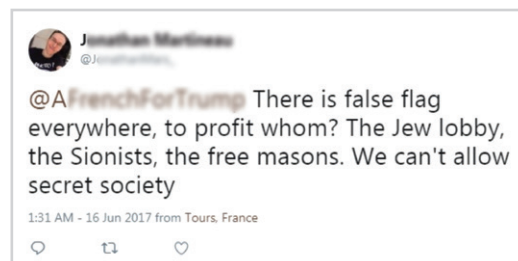 @A There is false flag
everywhere, to profit whom? The Jew lobby,
the Sionists, the free masons. We can't allow
secret society
1:31 AM - 16 Jun 2017 from Tours, France